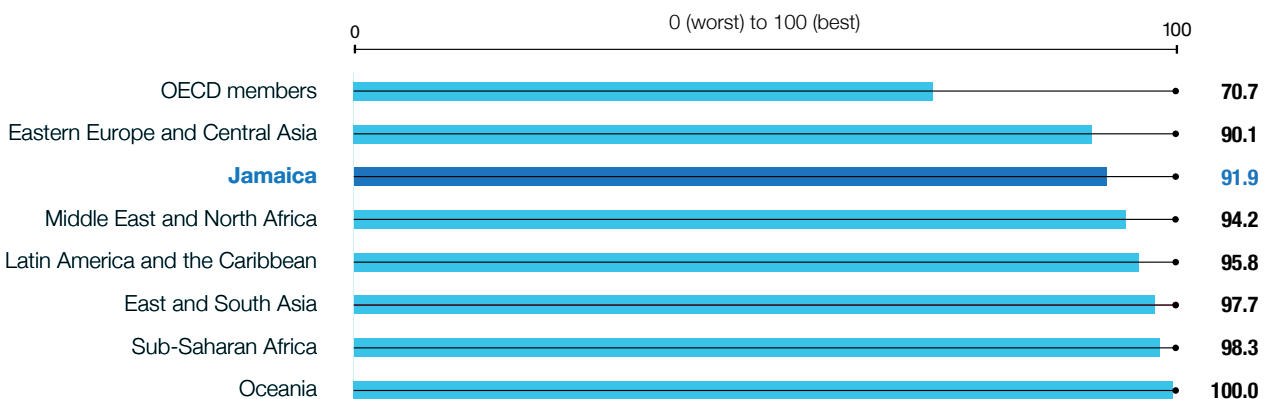 0 (worst) to 100 (best)
0 100
OECD members 70.7
Eastern Europe and Central Asia 90.1
Jamaica 91.9
Middle East and North Africa 94.2
Latin America and the Caribbean 95.8
East and South Asia 97.7
Sub-Saharan Africa 98.3
Oceania 100.0